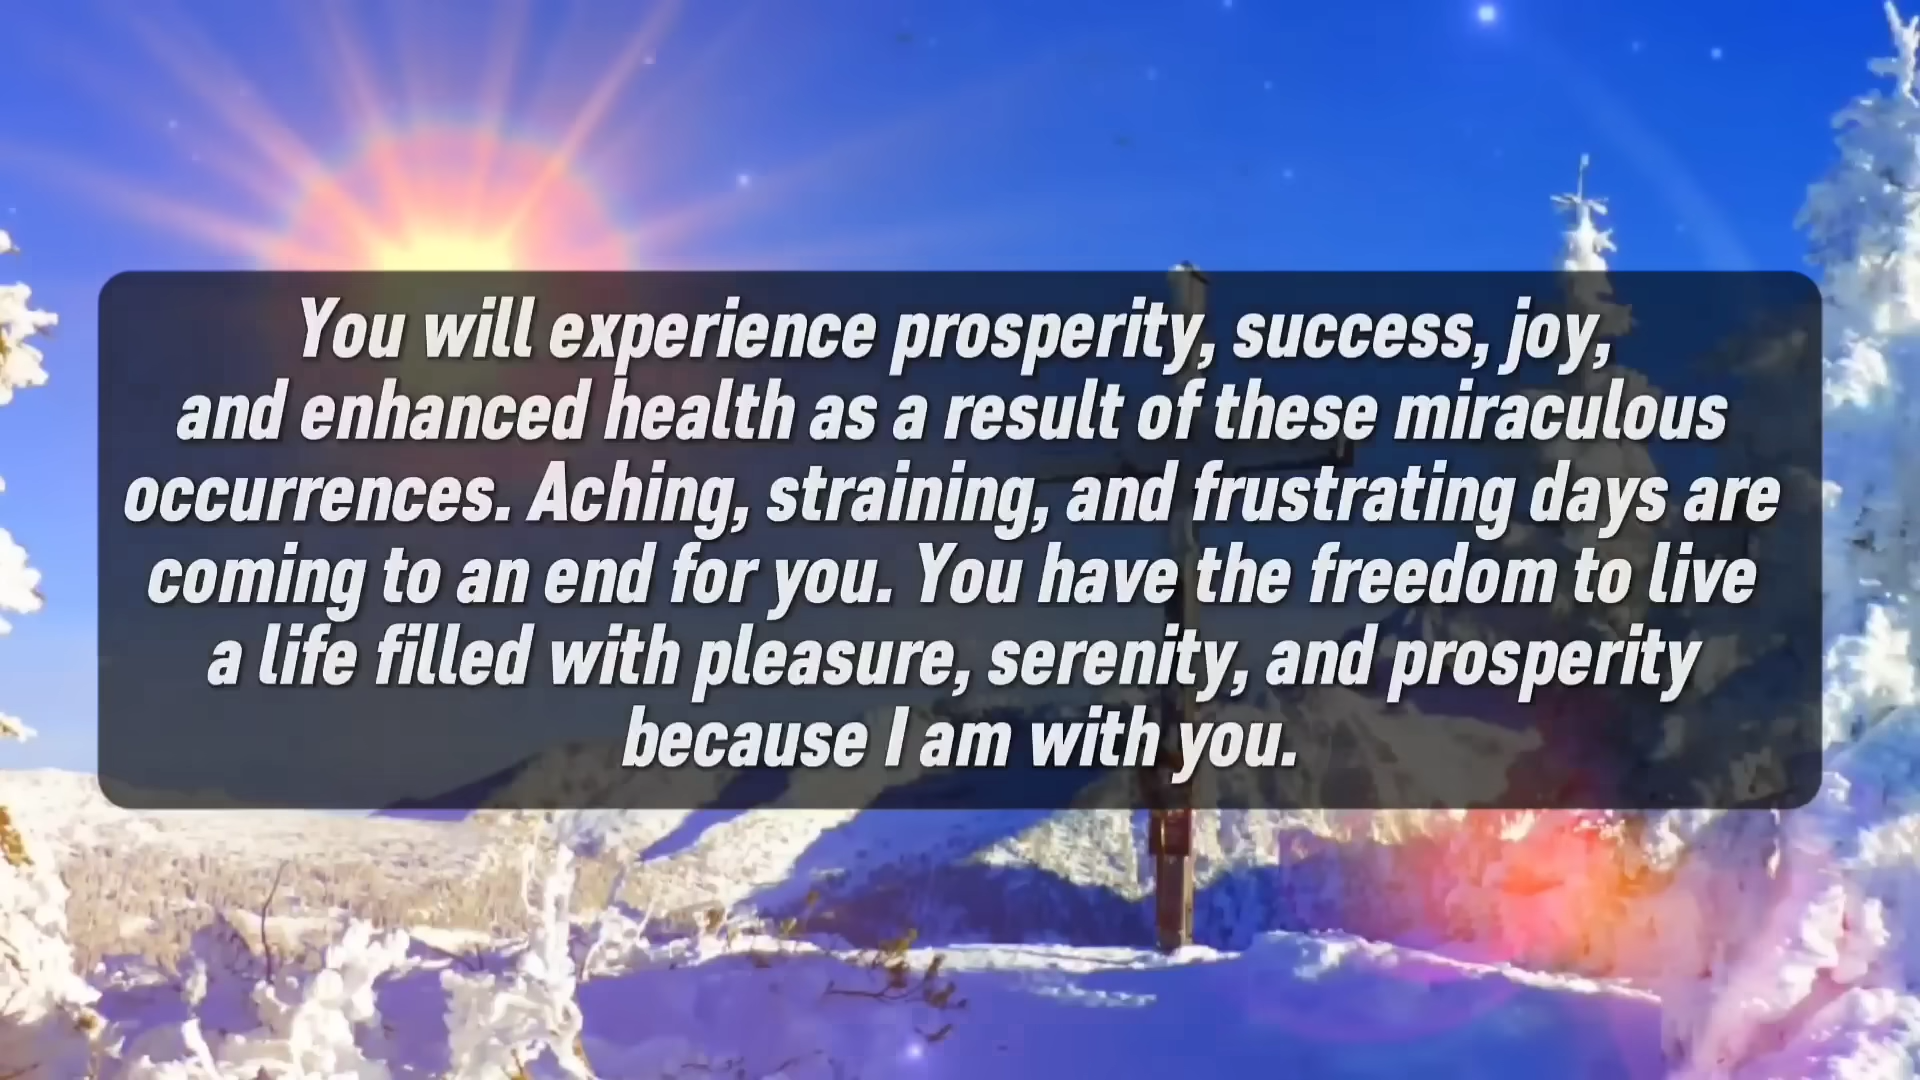 You will experience prosperity, success, joy,
and enhanced health as a result of these miraculous
occurrences. Aching, straining, and frustrating days are
coming to an end for you. You have the freedom to live
a life filled with pleasure, serenity, and prosperity
because I am with you.